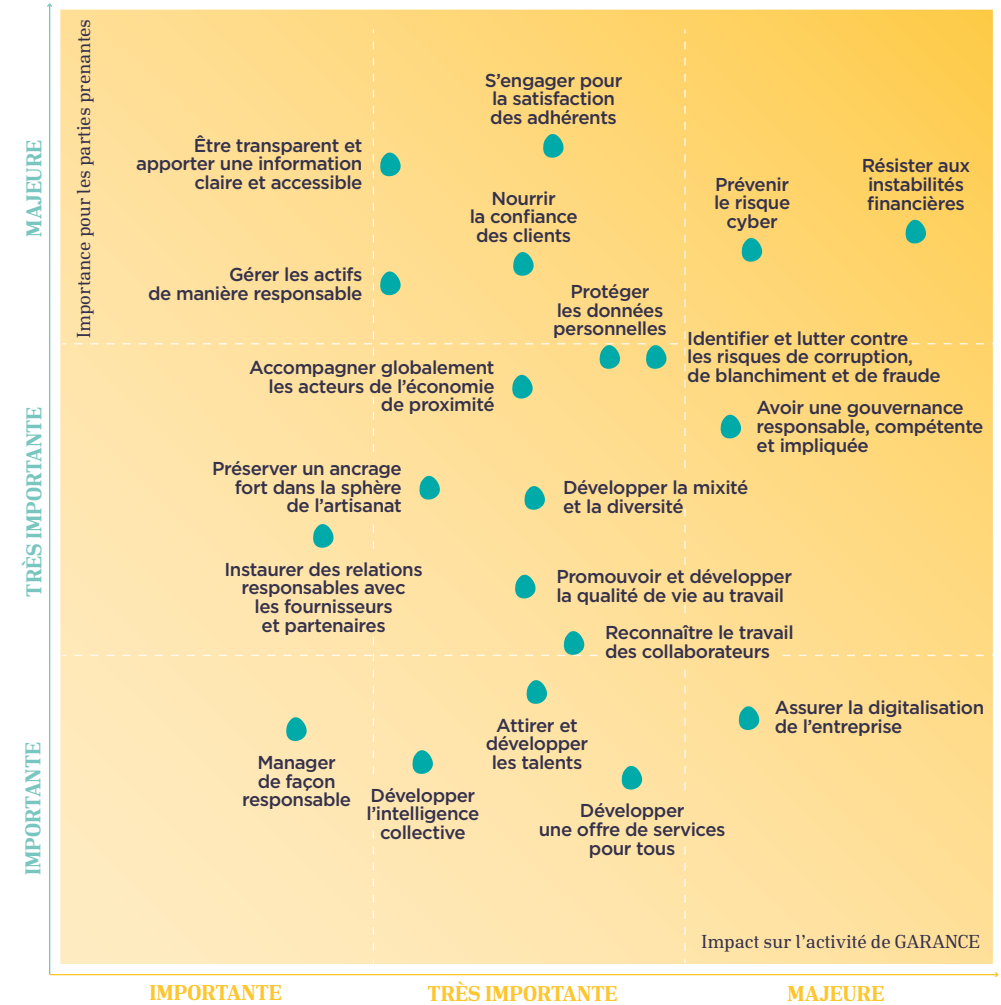 MAJEURE
TRÈS IMPORTANTE
IMPORTANTE
Importance pour les parties prenantes
S'engager pour
la satisfaction
des adhérents
Être transparent et
apporter une information
claire et accessible
Résister aux
instabilités
financières
Prévenir
le risque
cyber
Nourrir
la confiance
des clients
Gérer les actifs
de manière responsable
Protéger
les données
personnelles
Identifier et lutter contre
les risques de corruption,
de blanchiment et de fraude
Accompagner globalement
les acteurs de l'économie
de proximité
Avoir une gouvernance
responsable, compétente
et impliquée
Préserver un ancrage
fort dans la sphère
de l'artisanat
Développer la mixité
et la diversité
Instaurer des relations
responsables avec
les fournisseurs
et partenaires
Promouvoir et développer
la qualité de vie au travail
Reconnaître le travail
des collaborateurs
Assurer la digitalisation
de l'entreprise
Attirer et
développer
les talents
Manager
de façon
responsable
Développer
l'intelligence
collective
Développer
une offre de services
pour tous
Impact sur l'activité de GARANCE
IMPORTANTE
TRÈS IMPORTANTE
MAJEURE